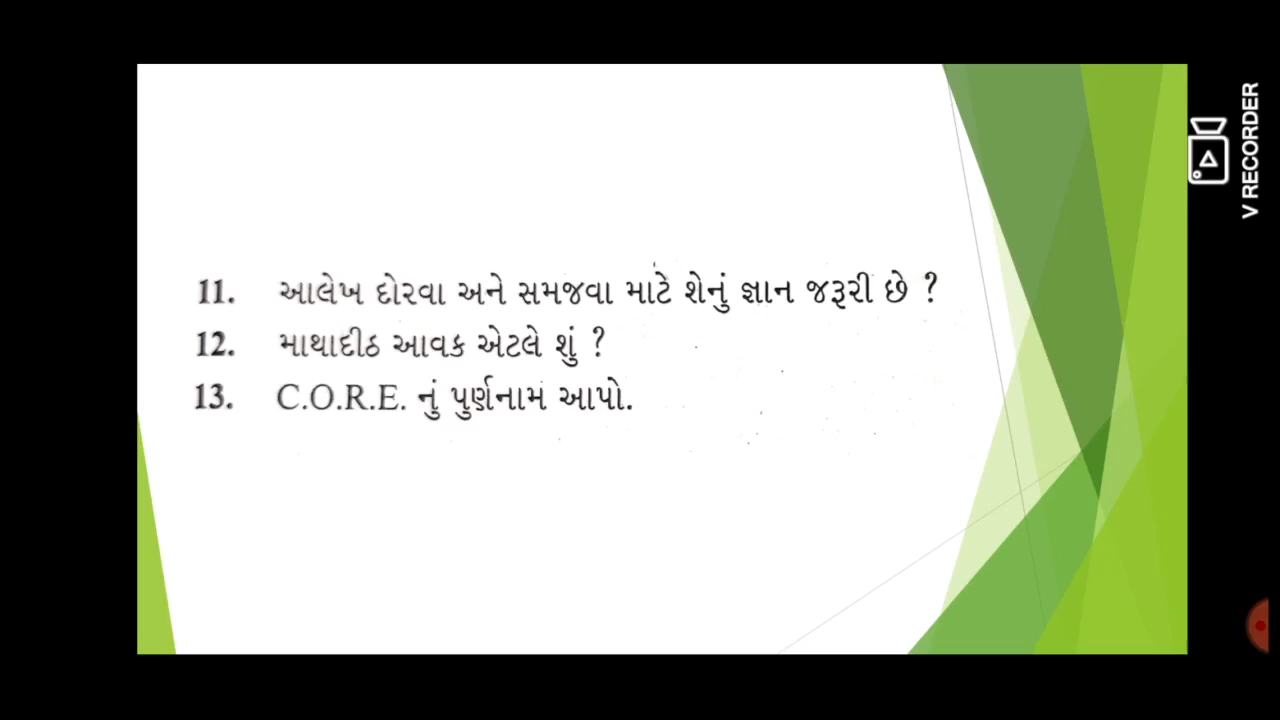 11. આલેખ દોરવા અને સમજવા માટે શેનું જ્ઞાન જરૂરી છે ?
12. માથાદીઠ આવક એટલે શું ?
13. C.O.R.E. નું પુર્ણનામ આપો.
V RECORDER